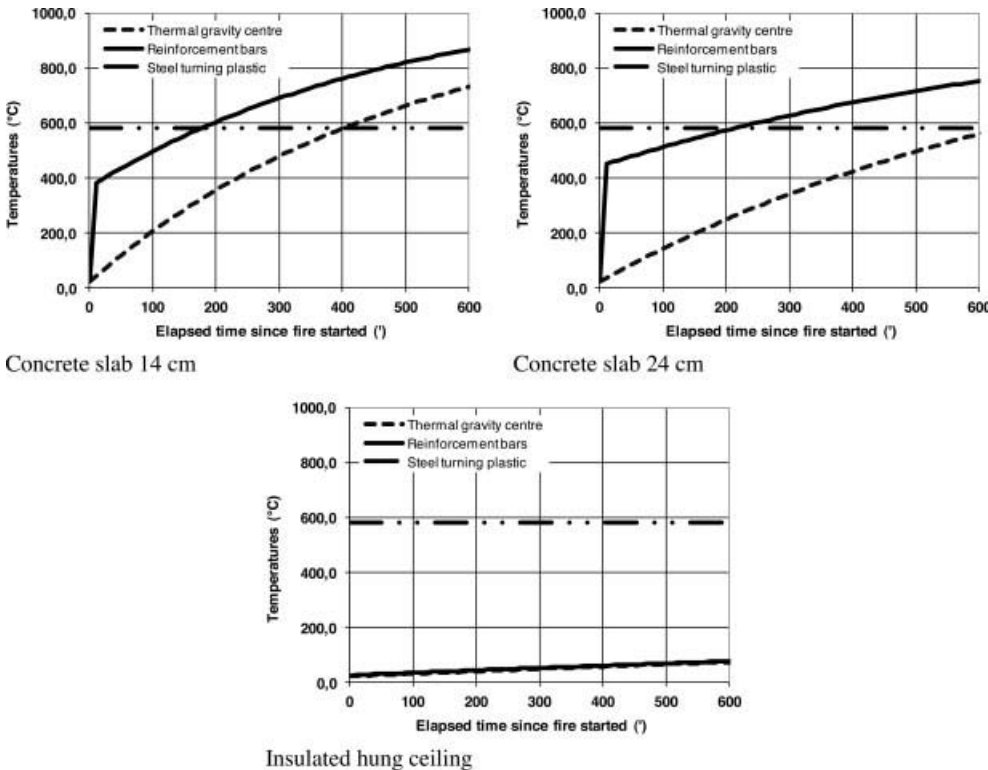 Thermal gravity centre
Reinforcement bars
Steel turning plastic
1000,0
800,0
600,0
400,0
200,0
0,0
Temperatures (°C)
0 100 200 300 400 500 600
Elapsed time since fire started (')
Concrete slab 14 cm
Thermal gravity centre
Reinforcement bars
Steel turning plastic
1000,0
800,0
600,0
400,0
200,0
0,0
Temperatures (°C)
0 100 200 300 400 500 600
Elapsed time since fire started (')
Concrete slab 24 cm
Thermal gravity centre
Reinforcement bars
Steel turning plastic
1000,0
800,0
600,0
400,0
200,0
0,0
Temperatures (°C)
0 100 200 300 400 500 600
Elapsed time since fire started (')
Insulated hung ceiling